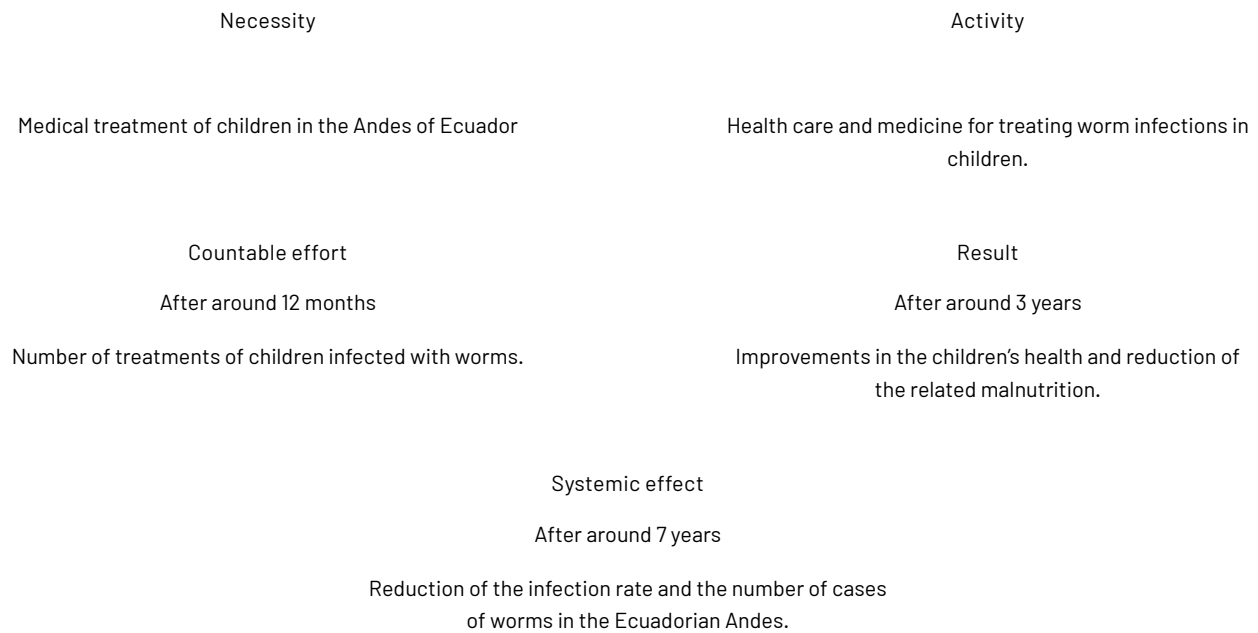 Necessity
Medical treatment of children in the Andes of Ecuador
Activity
Health care and medicine for treating worm infections in
children.
Countable effort
After around 12 months
Number of treatments of children infected with worms.
Result
After around 3 years
Improvements in the children's health and reduction of
the related malnutrition.
Systemic effect
After around 7 years
Reduction of the infection rate and the number of cases
of worms in the Ecuadorian Andes.